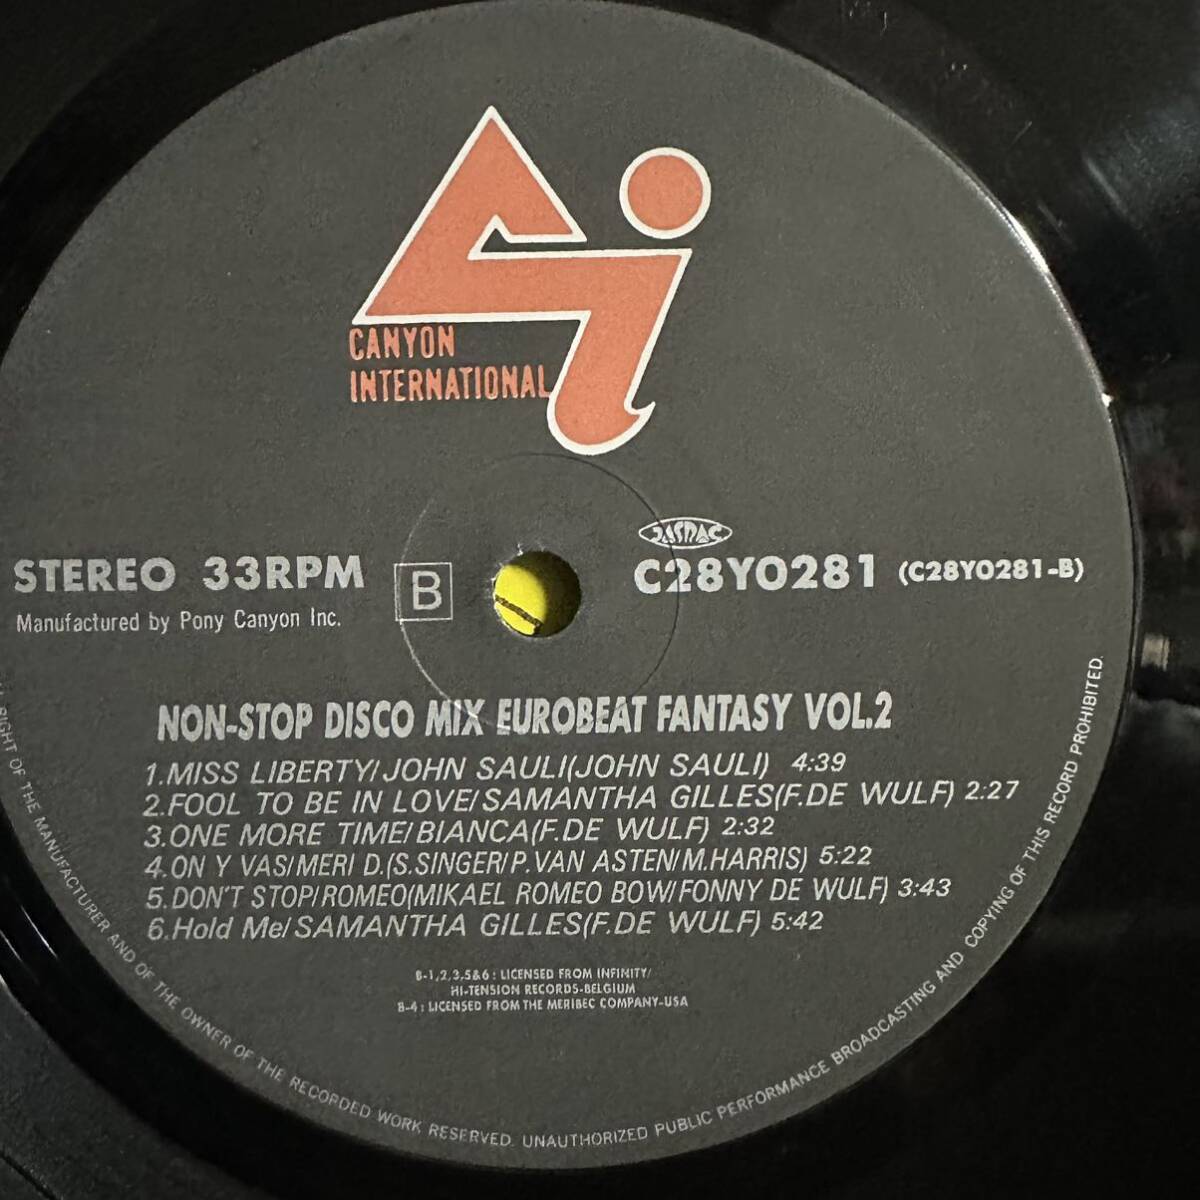 CANYON
INTERNATIONAL
JASRAC
STEREO 33RPM
B
C28Y0281 (C28Y0281-B)
Manufactured by Pony Canyon Inc.
NON-STOP DISCO MIX EUROBEAT FANTASY VOL.2
1.MISS LIBERTY/JOHN SAULI(JOHN SAULI) 4:39
2.FOOL TO BE IN LOVE/SAMANTHA GILLES(F.DE WULF) 2:27
3.ONE MORE TIME/BIANCA(F.DE WULF) 2:32
4.ON Y VAS/MERI D.(S.SINGER/P.VAN ASTEN/M.HARRIS) 5:22
5.DON'T STOP/ROMEO(MIKAEL ROMEO BOW/FONNY DE WULF) 3:43
6.Hold Me/SAMANTHA GILLES(F.DE WULF) 5:42
B-1,2,3,5&6 : LICENSED FROM INFINITY/
HI-TENSION RECORDS-BELGIUM
B-4 : LICENSED FROM THE MERIBEC COMPANY-USA
RIGHT OF THE MANUFACTURER AND OF THE OWNER OF THE RECORDED WORK RESERVED. UNAUTHORIZED PUBLIC PERFORMANCE BROADCASTING AND COPYING OF THIS RECORD PROHIBITED.